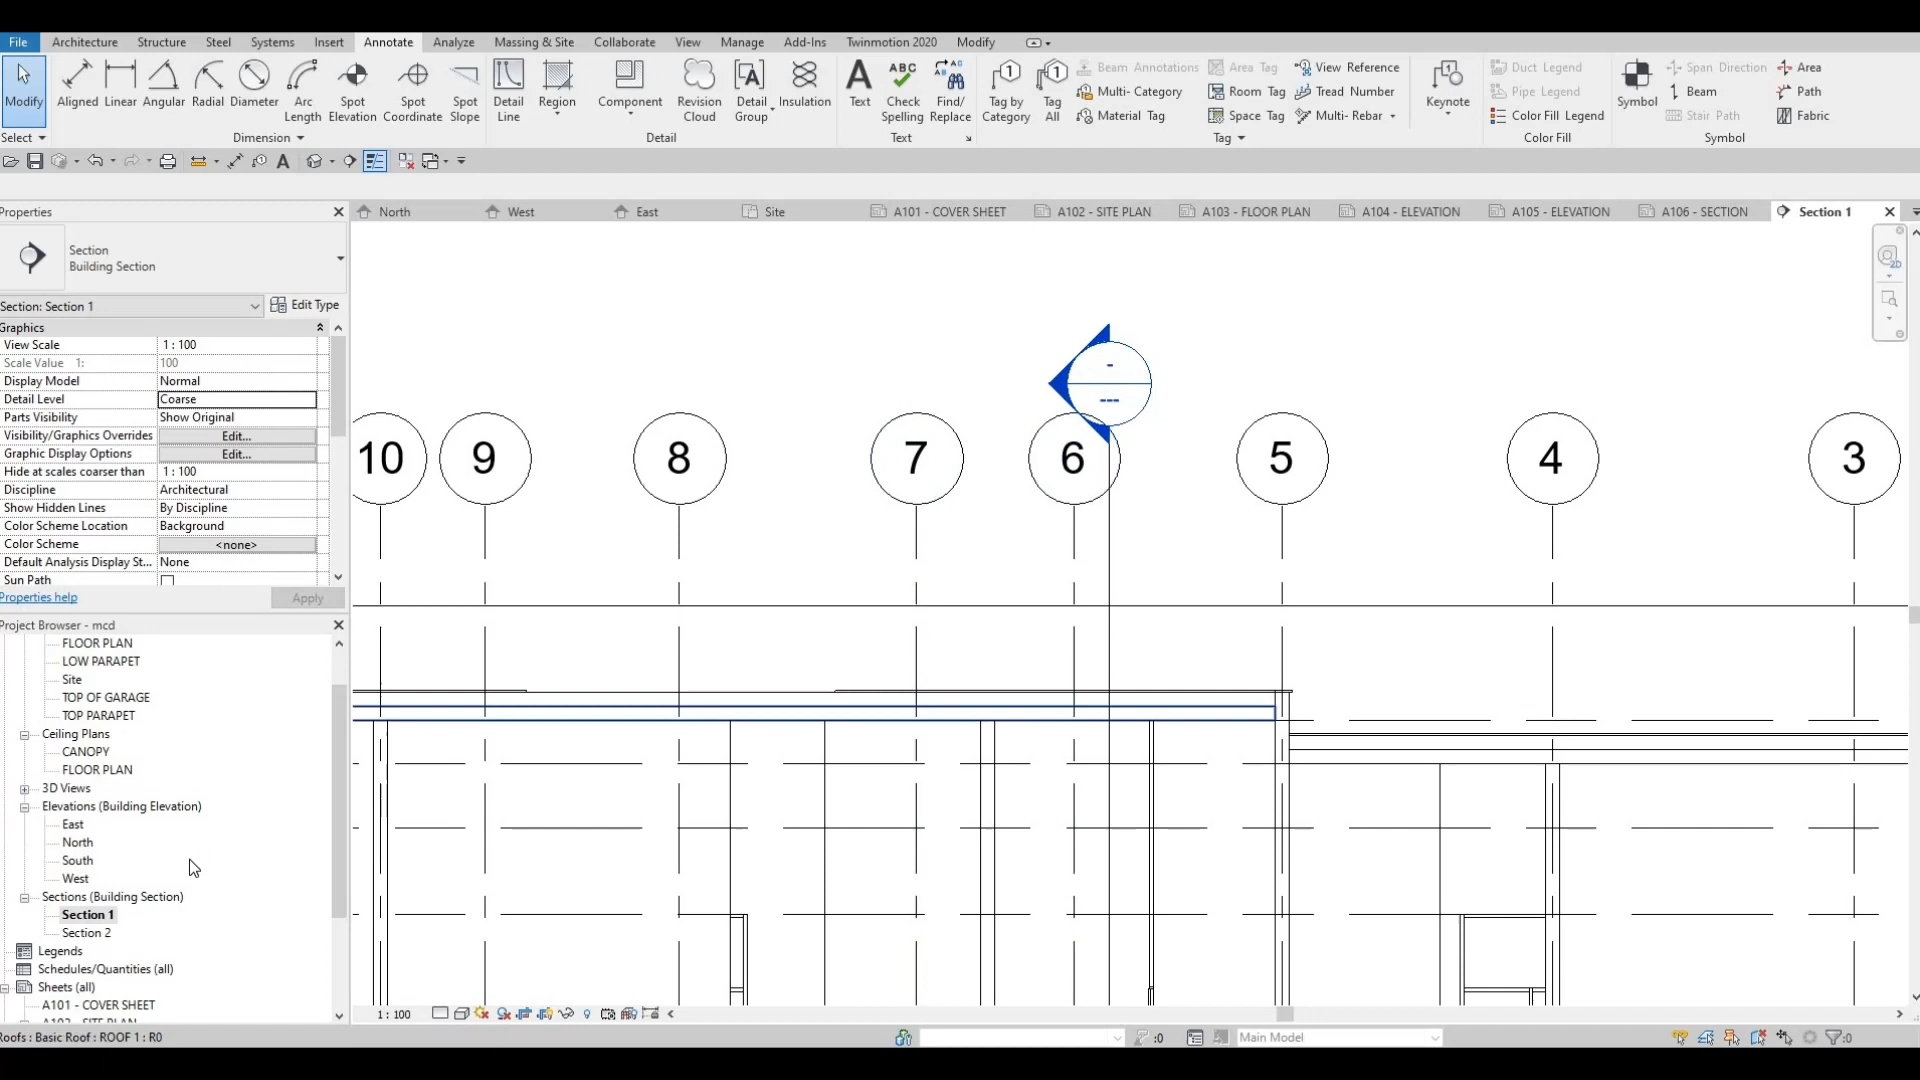 File Architecture Structure Steel Systems Insert Annotate Analyze Massing & Site Collaborate View Manage Add-Ins Twinmotion 2020 Modify
Modify
Aligned Linear Angular Radial Diameter
Arc Length
Spot Elevation
Spot Coordinate
Spot Slope
Detail Line
Region
Component
Revision Cloud
Detail Group
Insulation
Text
ABC
Check Spelling
Find/ Replace
Tag by Category
Tag All
Beam Annotations
Multi- Category
Material Tag
Area Tag
Room Tag
Space Tag
View Reference
Tread Number
Multi- Rebar
Keynote
Duct Legend
Pipe Legend
Color Fill Legend
Symbol
Span Direction
Beam
Stair Path
Area
Path
Fabric
Select
Dimension
Detail
Text
Tag
Color Fill
Symbol
Properties
North
West
East
Site
A101 - COVER SHEET
A102 - SITE PLAN
A103 - FLOOR PLAN
A104 - ELEVATION
A105 - ELEVATION
A106 - SECTION
Section 1
Section
Building Section
Section: Section 1
Edit Type
Graphics
View Scale 1 : 100
Scale Value 1: 100
Display Model Normal
Detail Level Coarse
Parts Visibility Show Original
Visibility/Graphics Overrides Edit...
Graphic Display Options Edit...
Hide at scales coarser than 1 : 100
Discipline Architectural
Show Hidden Lines By Discipline
Color Scheme Location Background
Color Scheme <none>
Default Analysis Display St... None
Sun Path
Properties help
Apply
Project Browser - mcd
FLOOR PLAN
LOW PARAPET
Site
TOP OF GARAGE
TOP PARAPET
Ceiling Plans
CANOPY
FLOOR PLAN
3D Views
Elevations (Building Elevation)
East
North
South
West
Sections (Building Section)
Section 1
Section 2
Legends
Schedules/Quantities (all)
Sheets (all)
A101 - COVER SHEET
-
---
10 9 8 7 6 5 4 3
2D
1 : 100
Roofs : Basic Roof : ROOF 1 : R0
:0
Main Model
:0